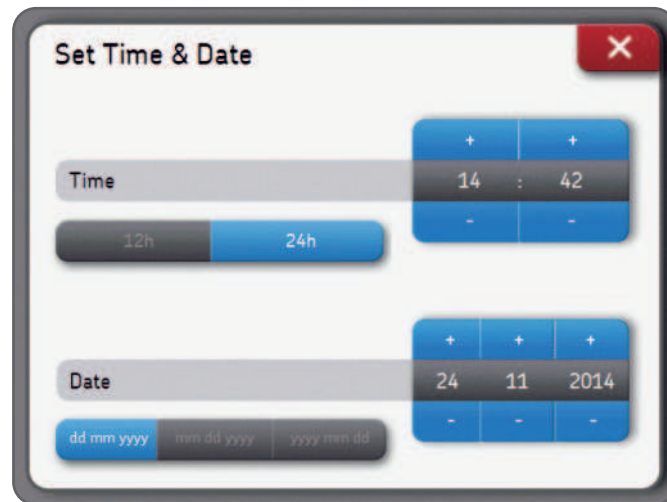 Set Time & Date
+ +
Time 14 : 42
12h 24h
- -
+ + +
Date 24 11 2014
dd mm yyyy mm dd yyyy yyyy mm dd
- - -